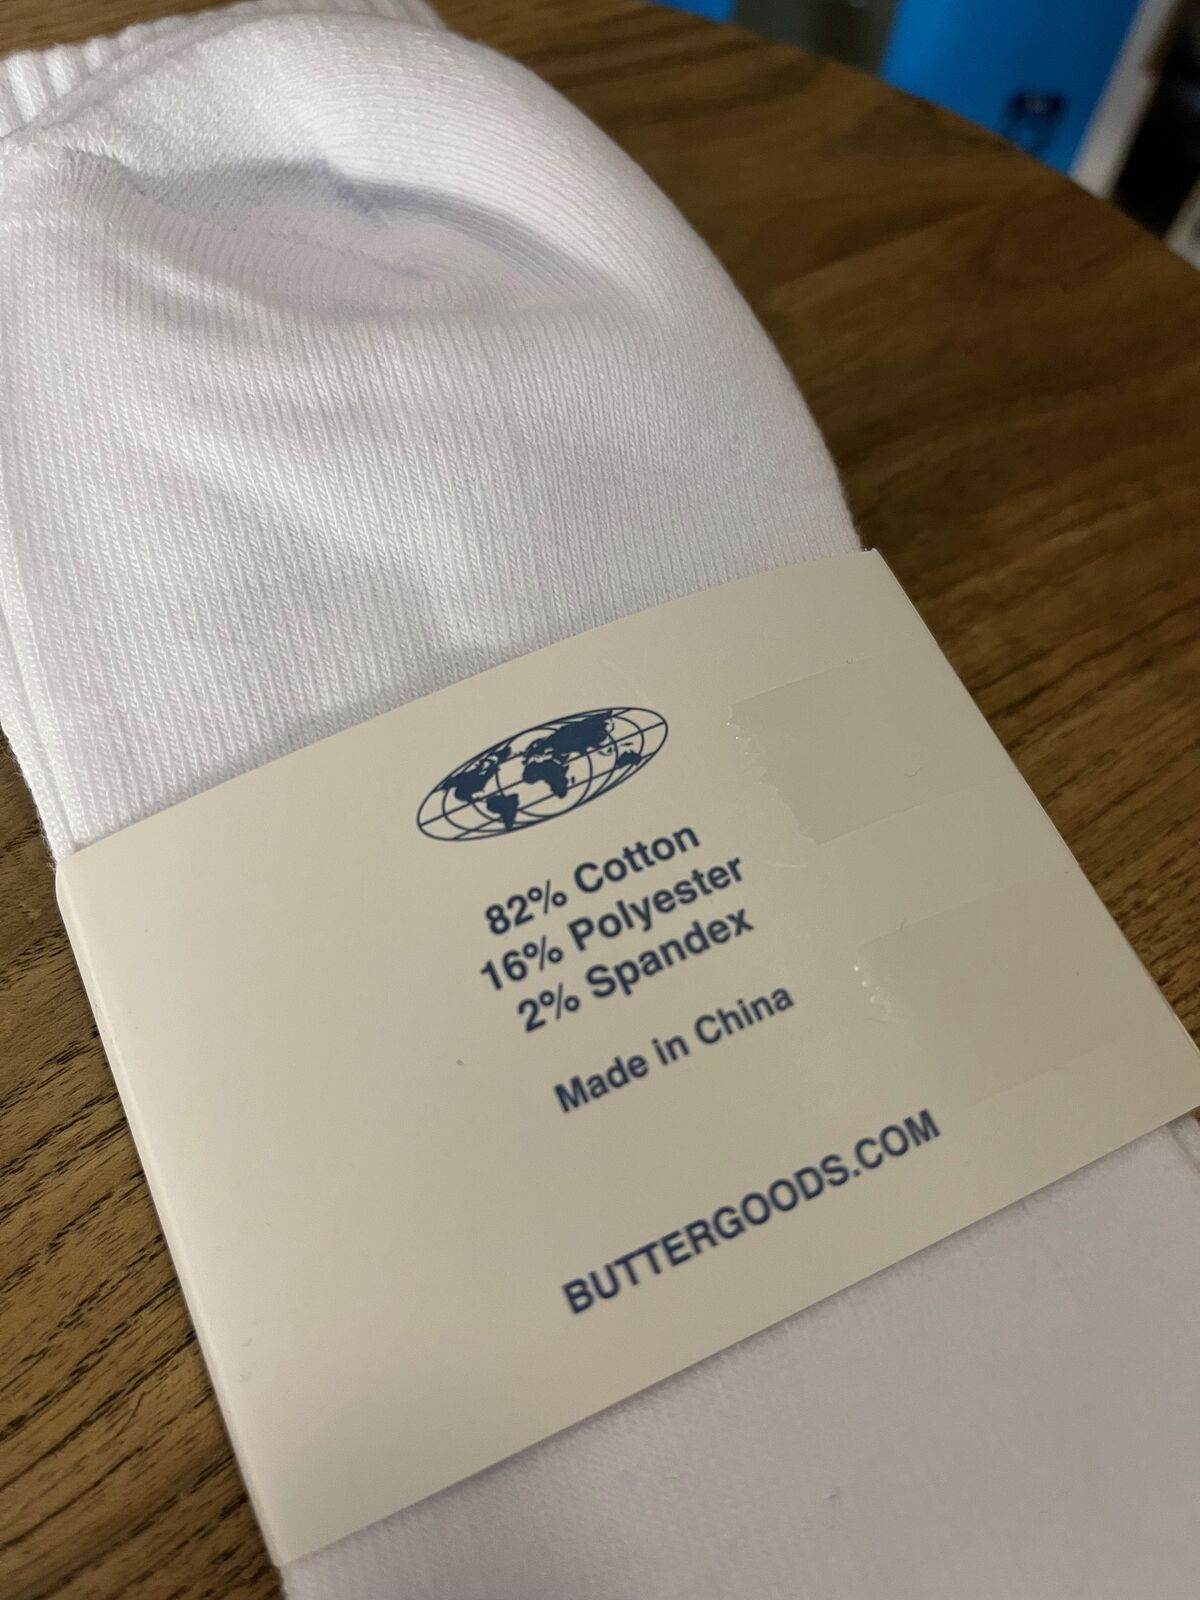 82% Cotton
16% Polyester
2% Spandex
Made in China
BUTTERGOODS.COM